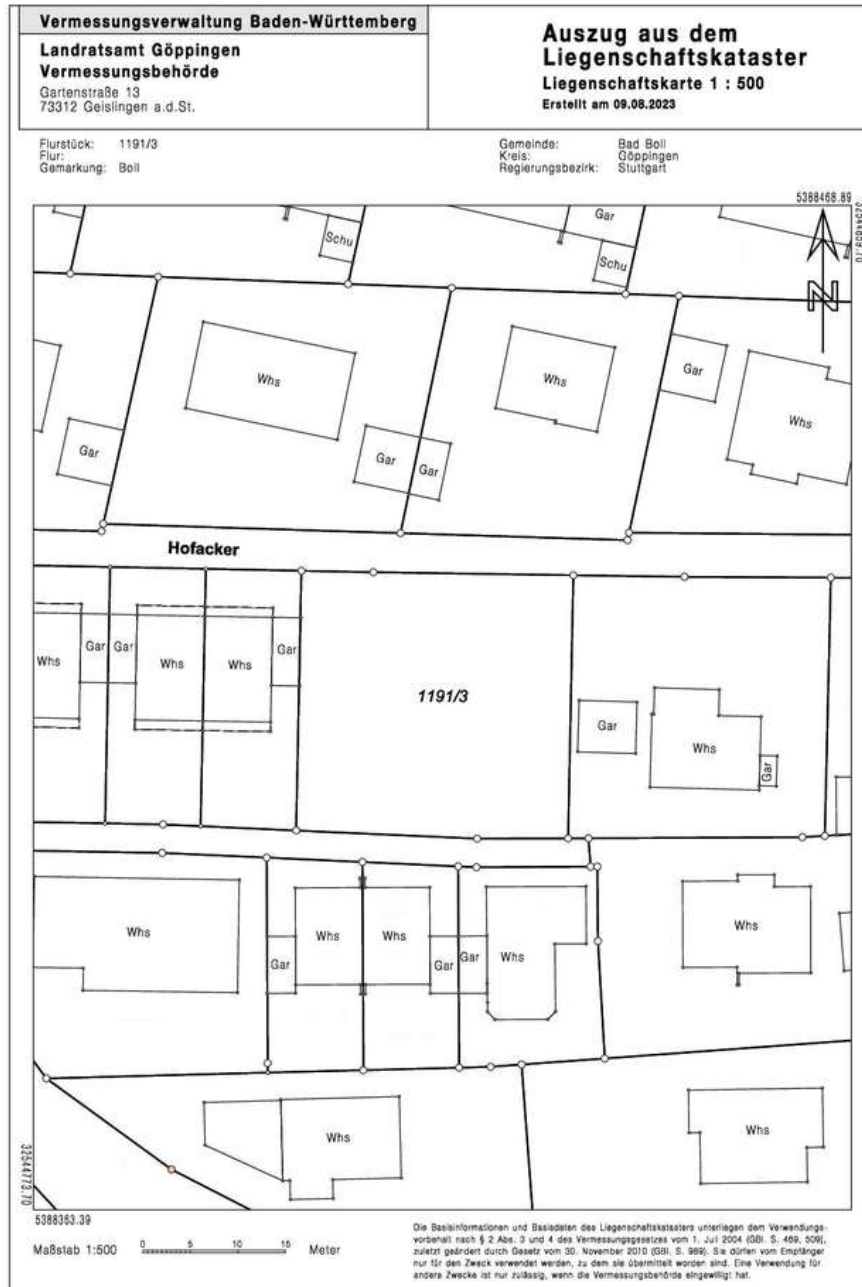 Vermessungsverwaltung Baden-Württemberg
Landratsamt Göppingen
Vermessungsbehörde
Gartenstraße 13
73312 Geislingen a.d.St.
Auszug aus dem
Liegenschaftskataster
Liegenschaftskarte 1 : 500
Erstellt am 09.08.2023
Flurstück: 1191/3
Flur:
Gemarkung: Boll
Gemeinde: Bad Boll
Kreis: Göppingen
Regierungsbezirk: Stuttgart
5388468.89
Gar
Schu
Schu
N
Whs
Whs
Gar
Whs
Gar
Gar
Gar
Hofacker
Whs
Gar
Gar
Whs
Whs
Gar
1191/3
Gar
Whs
Gar
Whs
Whs
Whs
Gar
Gar
Gar
Whs
Whs
Whs
Whs
32544773.70
5388363.39
Maßstab 1:500
0 5 10 15 Meter
Die Basisinformationen und Basisdaten des Liegenschaftskatasters unterliegen dem Verwendungs-
vorbehalt nach § 2 Abs. 3 und 4 des Vermessungsgesetzes vom 1. Juli 2004 (GBl. S. 469, 509),
zuletzt geändert durch Gesetz vom 30. November 2010 (GBl. S. 989). Sie dürfen vom Empfänger
nur für den Zweck verwendet werden, zu dem sie übermittelt worden sind. Eine Verwendung für
andere Zwecke ist nur zulässig, wenn die Vermessungsbehörde eingewilligt hat.